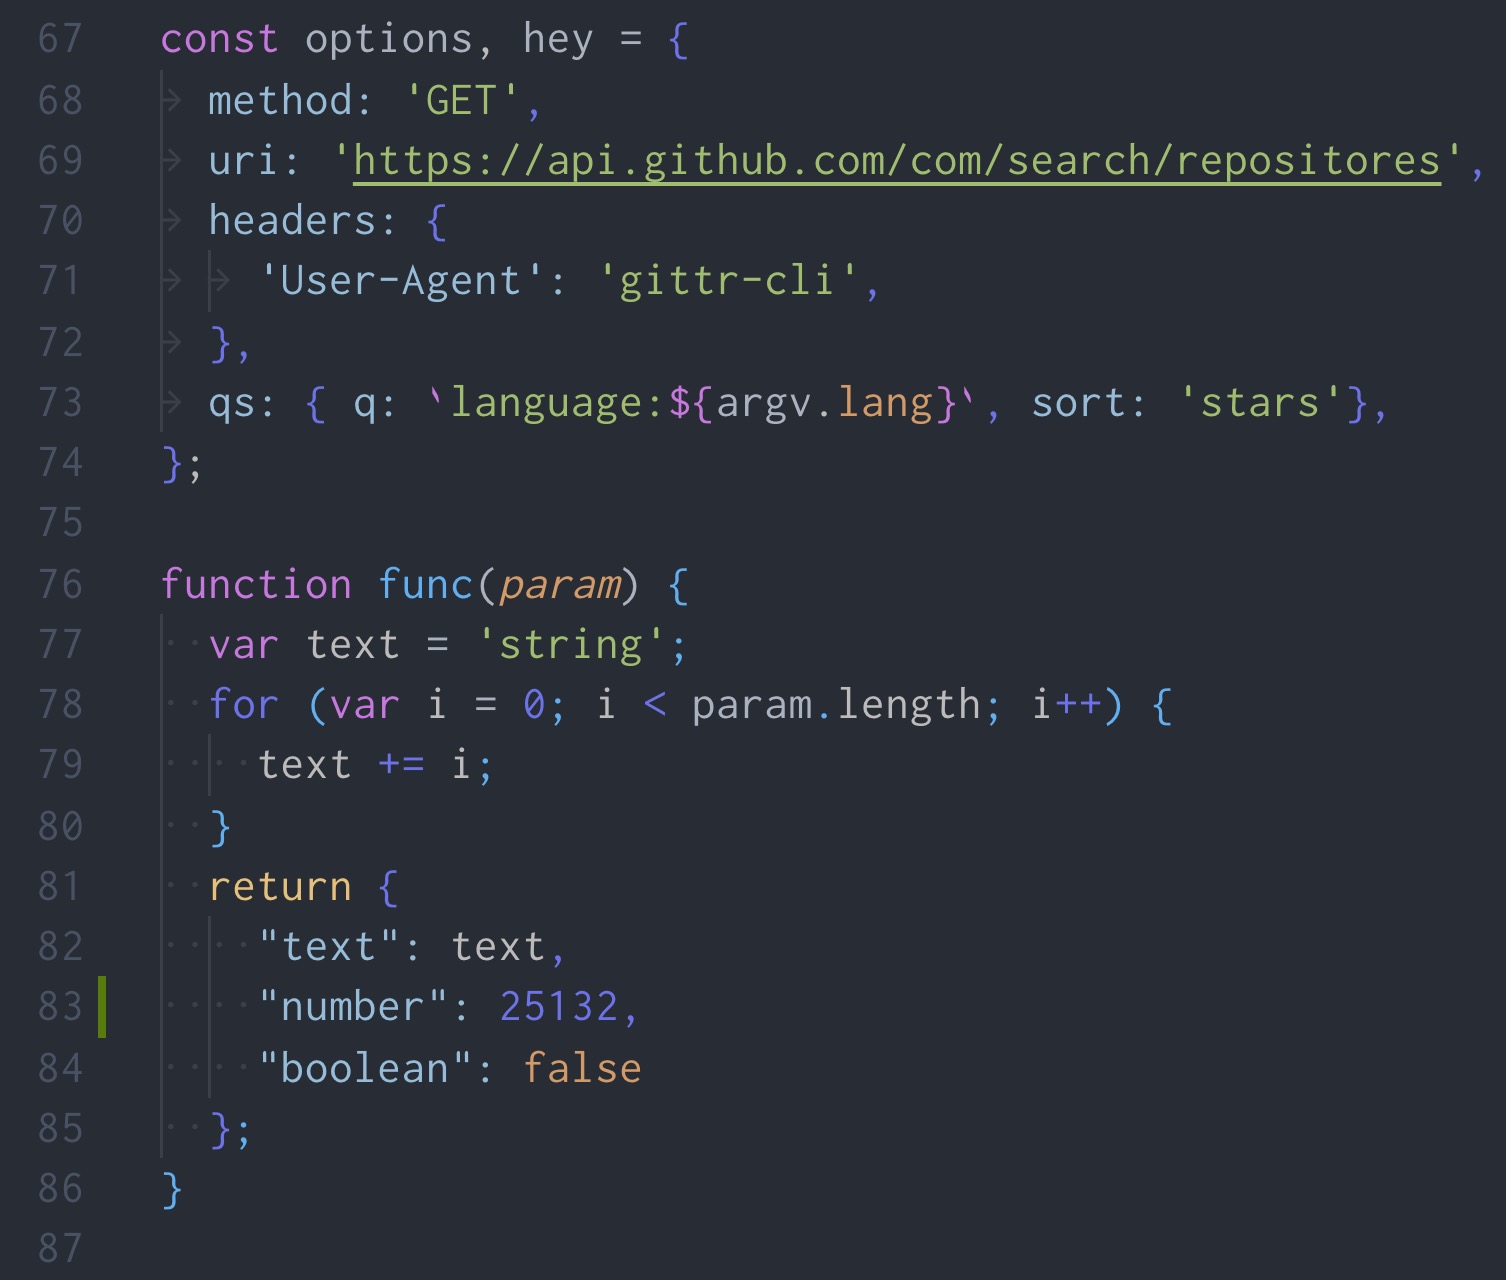 67 const options, hey = {
68 method: 'GET',
69 uri: 'https://api.github.com/com/search/repositores',
70 headers: {
71 'User-Agent': 'gittr-cli',
72 },
73 qs: { q: `language:${argv.lang}`, sort: 'stars'},
74 };
75
76 function func(param) {
77 var text = 'string';
78 for (var i = 0; i < param.length; i++) {
79 text += i;
80 }
81 return {
82 "text": text,
83 "number": 25132,
84 "boolean": false
85 };
86 }
87